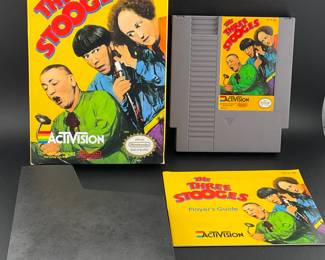 THE THREE
STOOGES
ACTIVISION
THE THREE
STOOGES
ACTIVISION
THE
THREE
STOOGES
Player's Guide
ACTIVISION